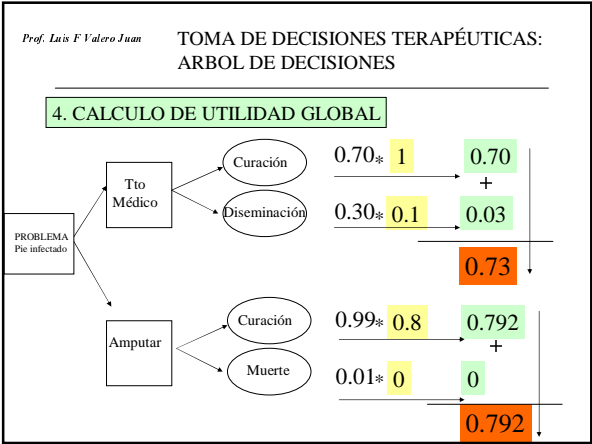 Prof. Luis F Valero Juan
TOMA DE DECISIONES TERAPÉUTICAS:
ARBOL DE DECISIONES
4. CALCULO DE UTILIDAD GLOBAL
PROBLEMA
Pie infectado
Tto
Médico
Curación
0.70* 1
0.70
+
Diseminación
0.30* 0.1
0.03
0.73
Amputar
Curación
0.99* 0.8
0.792
+
Muerte
0.01* 0
0
0.792